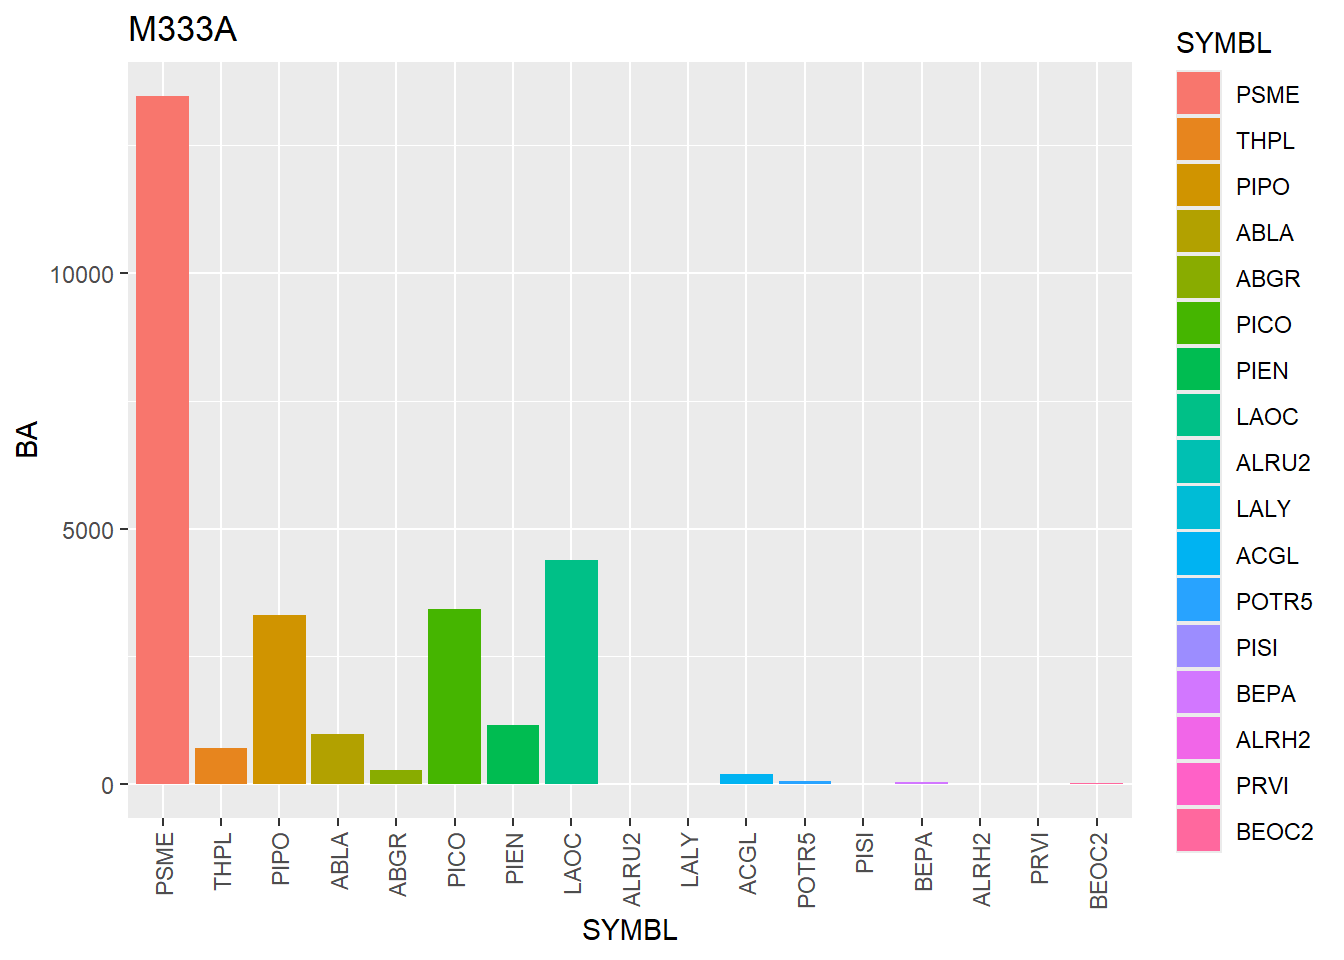 M333A
BA
10000
5000
0
PSME
THPL
PIPO
ABLA
ABGR
PICO
PIEN
LAOC
ALRU2
LALY
ACGL
POTR5
PISI
BEPA
ALRH2
PRVI
BEOC2
SYMBL
SYMBL
PSME
THPL
PIPO
ABLA
ABGR
PICO
PIEN
LAOC
ALRU2
LALY
ACGL
POTR5
PISI
BEPA
ALRH2
PRVI
BEOC2